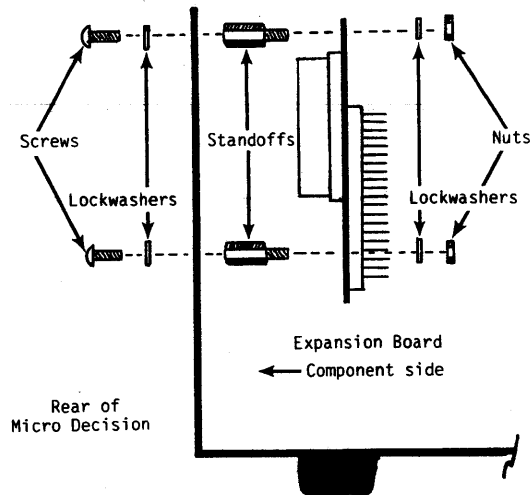 Screws
Standoffs
Nuts
Lockwashers
Lockwashers
Expansion Board
Component side
Rear of
Micro Decision